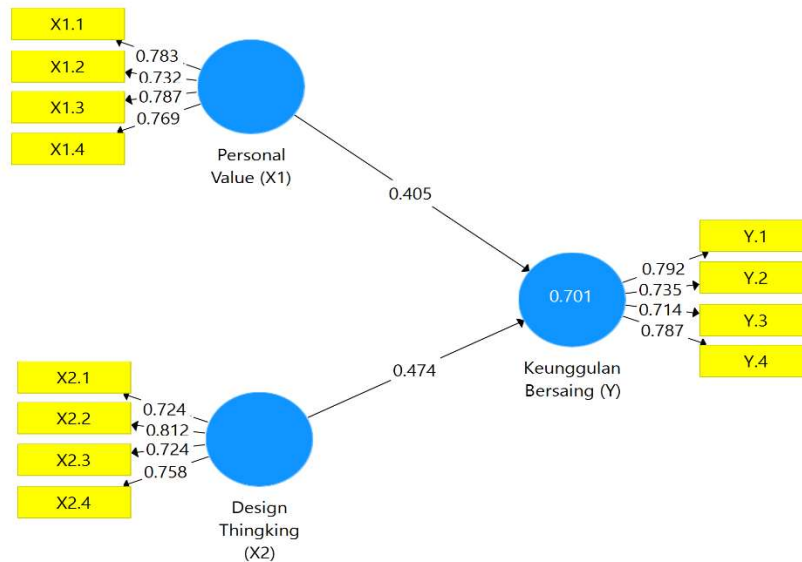 X1.1
X1.2
X1.3
X1.4
0.783
0.732
0.787
0.769
Personal
Value (X1)
0.405
X2.1
X2.2
X2.3
X2.4
0.724
0.812
0.724
0.758
Design
Thingking
(X2)
0.474
0.701
Keunggulan
Bersaing (Y)
0.792
0.735
0.714
0.787
Y.1
Y.2
Y.3
Y.4